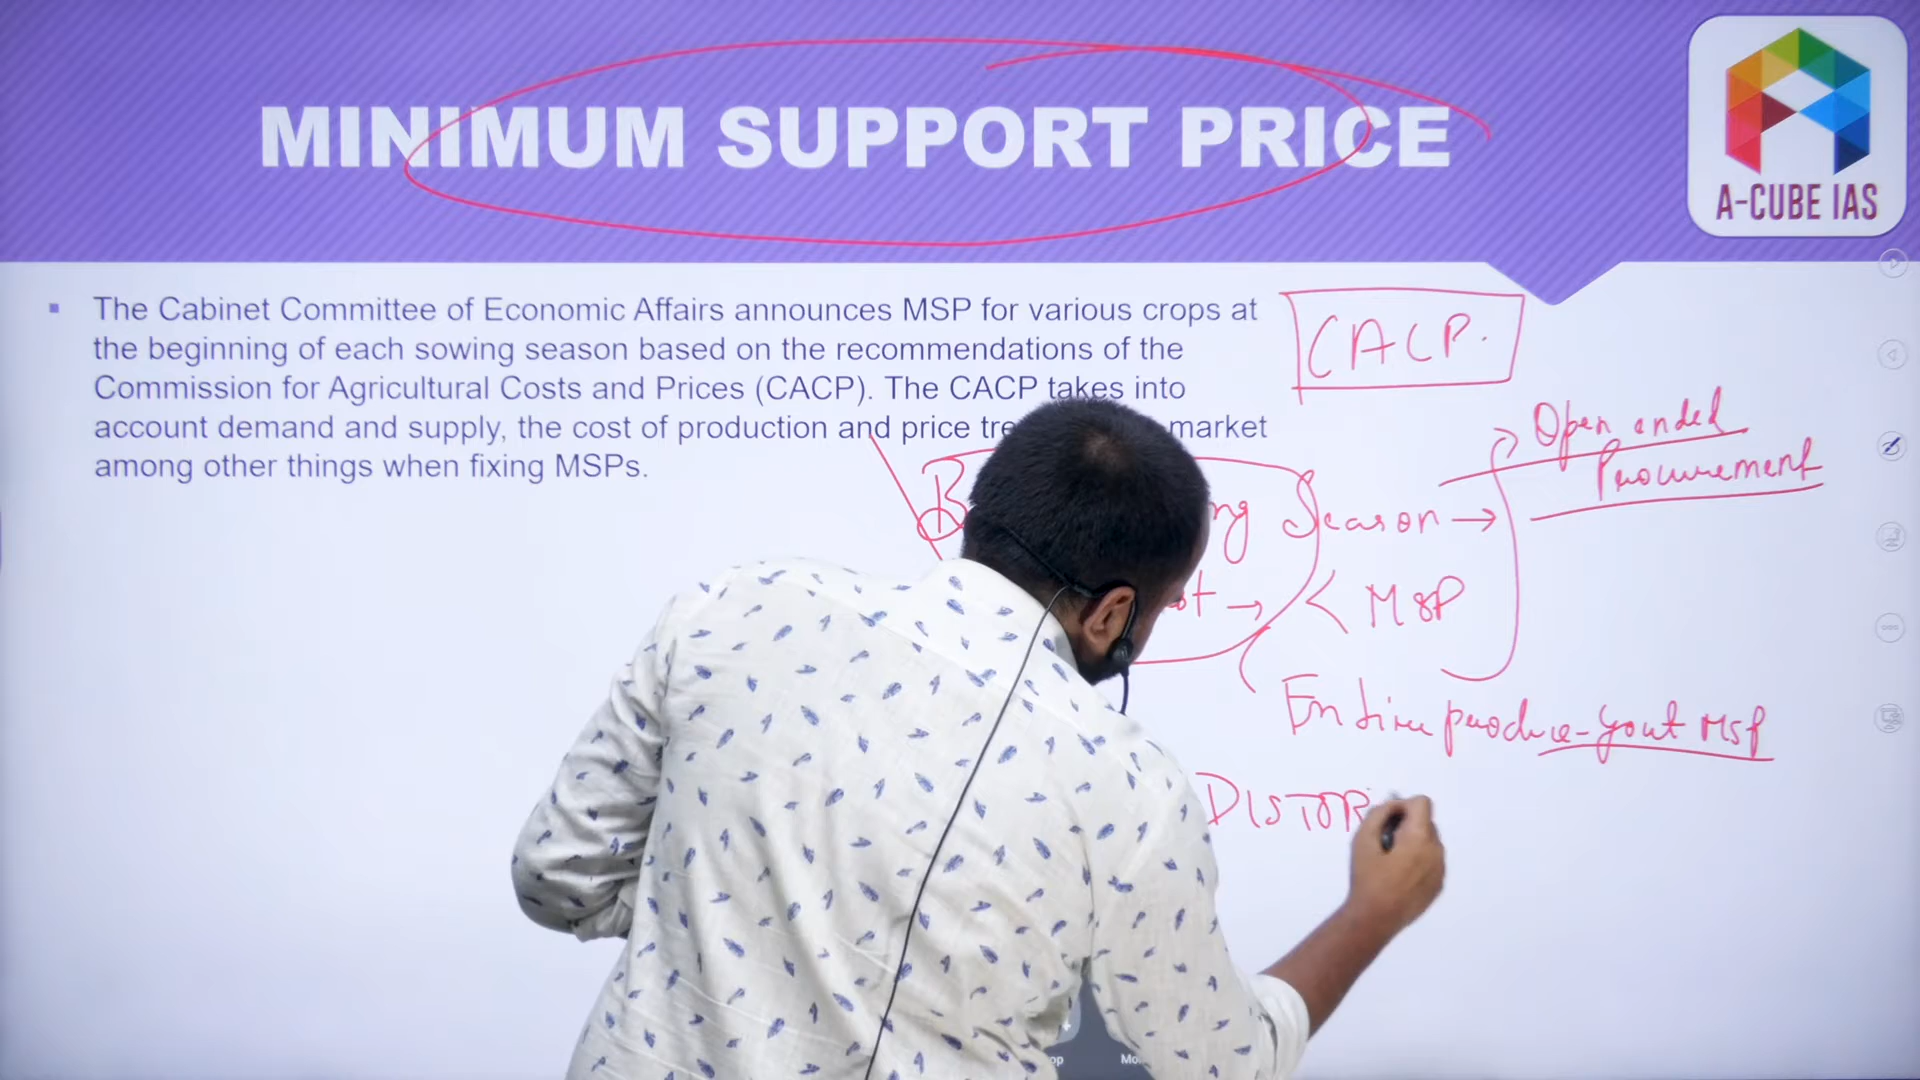 MINIMUM SUPPORT PRICE
A-CUBE IAS
▪ The Cabinet Committee of Economic Affairs announces MSP for various crops at
the beginning of each sowing season based on the recommendations of the
Commission for Agricultural Costs and Prices (CACP). The CACP takes into
account demand and supply, the cost of production and price tre market
among other things when fixing MSPs.
CACP.
Open ended
Procurement
B ng Season →
st → < MSP
Entire produce - govt MSP
DISTOR